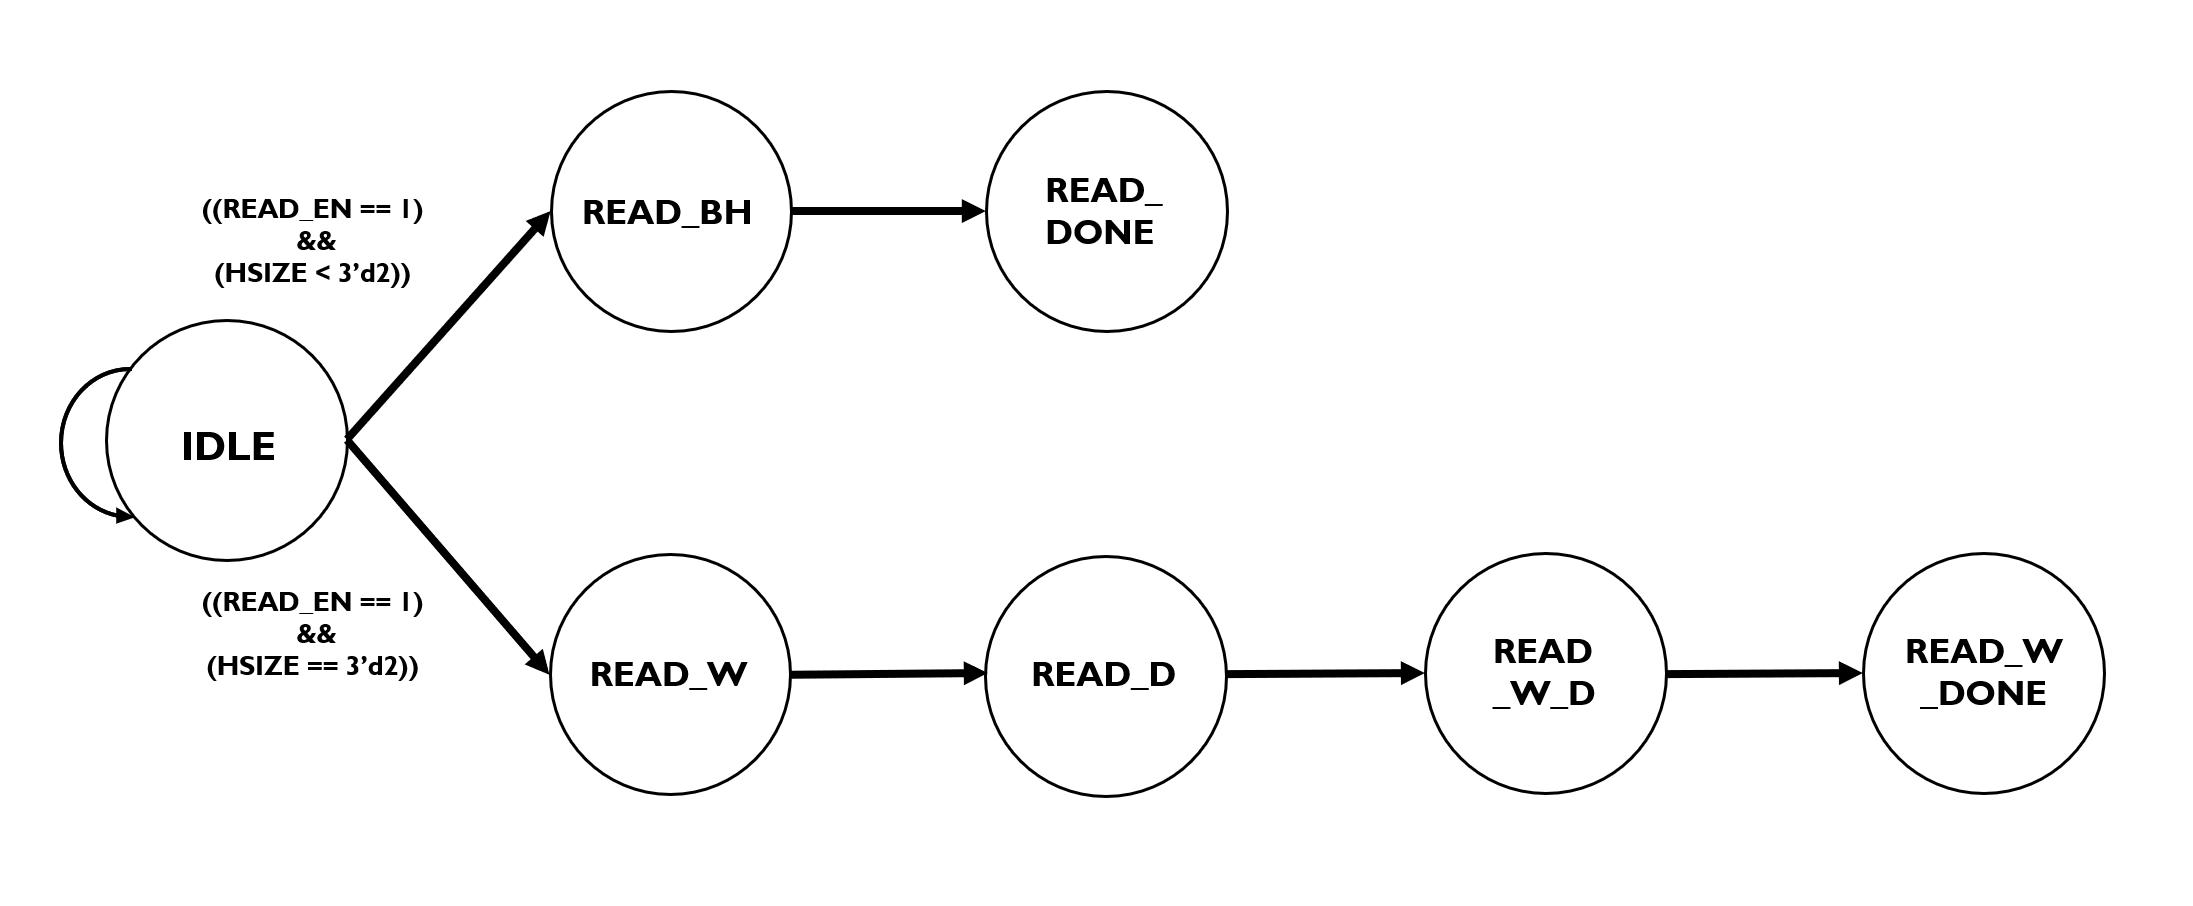 ((READ_EN == 1)
&&
(HSIZE < 3’d2))
READ_BH
READ_
DONE
IDLE
((READ_EN == 1)
&&
(HSIZE == 3’d2))
READ_W
READ_D
READ
_W_D
READ_W
_DONE